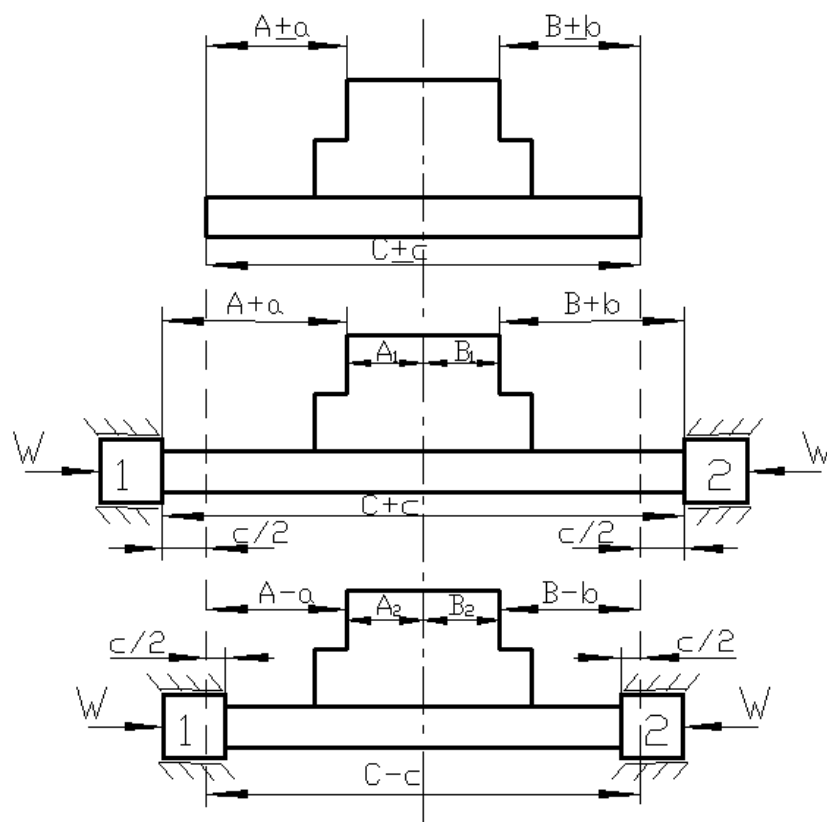 A±a B±b
C±c
A+a B+b
A₁ B₁
W 1 2 W
C+c
c/2 c/2
A-a B-b
A₂ B₂
c/2 c/2
W 1 2 W
C-c